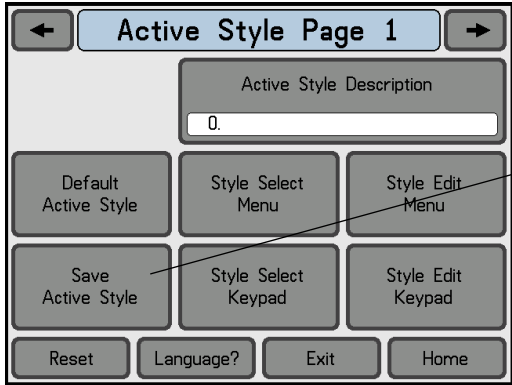 Active Style Page 1
Active Style Description
0.
Default
Active Style
Style Select
Menu
Style Edit
Menu
Save
Active Style
Style Select
Keypad
Style Edit
Keypad
Reset
Language?
Exit
Home